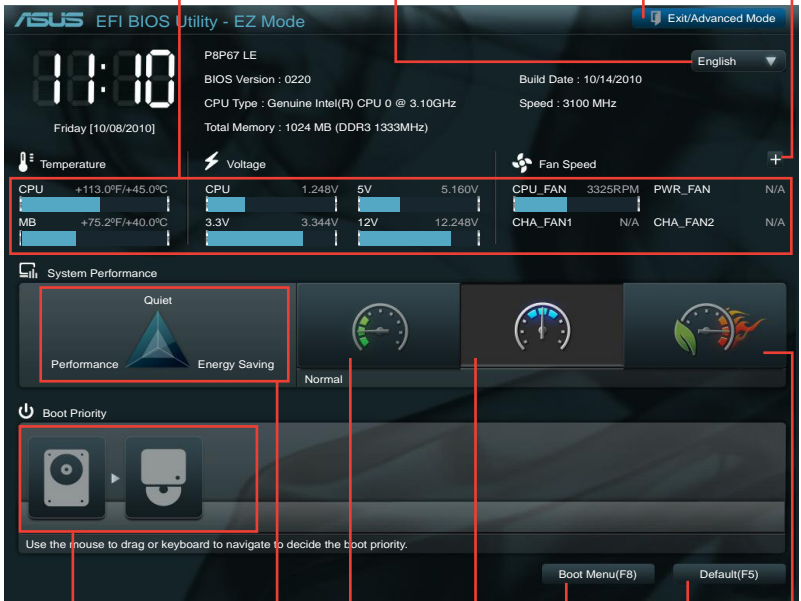 ASUS EFI BIOS Utility - EZ Mode
Exit/Advanced Mode
11:10
Friday [10/08/2010]
P8P67 LE
English
BIOS Version : 0220
Build Date : 10/14/2010
CPU Type : Genuine Intel(R) CPU 0 @ 3.10GHz
Speed : 3100 MHz
Total Memory : 1024 MB (DDR3 1333MHz)
Temperature
Voltage
Fan Speed
+
CPU +113.0ºF/+45.0ºC
CPU 1.248V
5V 5.160V
CPU_FAN 3325RPM
PWR_FAN N/A
MB +75.2ºF/+40.0ºC
3.3V 3.344V
12V 12.248V
CHA_FAN1 N/A
CHA_FAN2 N/A
System Performance
Quiet
Performance
Energy Saving
Normal
Boot Priority
Use the mouse to drag or keyboard to navigate to decide the boot priority.
Boot Menu(F8)
Default(F5)